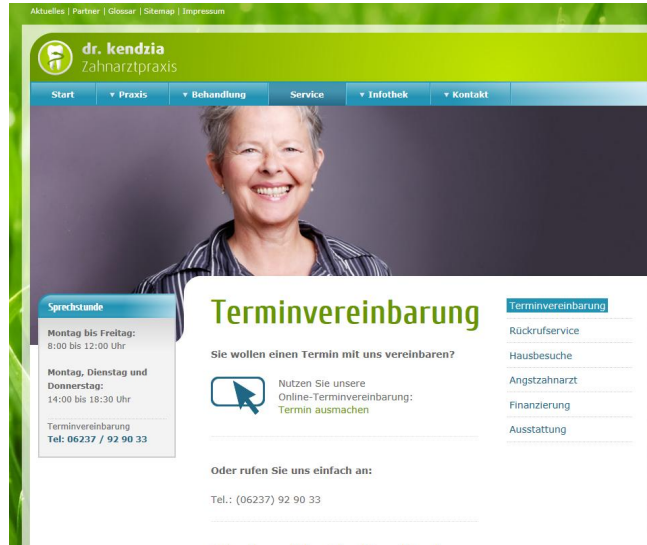 Aktuelles | Partner | Glossar | Sitemap | Impressum
dr. kendzia
Zahnarztpraxis
Start ▾ Praxis ▾ Behandlung Service ▾ Infothek ▾ Kontakt
Sprechstunde
Montag bis Freitag:
8:00 bis 12:00 Uhr
Montag, Dienstag und
Donnerstag:
14:00 bis 18:30 Uhr
Terminvereinbarung
Tel: 06237 / 92 90 33
Terminvereinbarung
Sie wollen einen Termin mit uns vereinbaren?
Nutzen Sie unsere
Online-Terminvereinbarung:
Termin ausmachen
Oder rufen Sie uns einfach an:
Tel.: (06237) 92 90 33
Terminvereinbarung
Rückrufservice
Hausbesuche
Angstzahnarzt
Finanzierung
Ausstattung